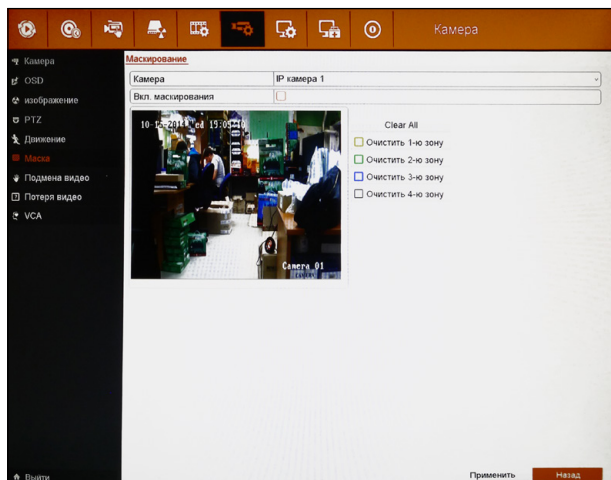 Камера
Камера
OSD
изображение
PTZ
Движение
Маска
Подмена видео
Потеря видео
VCA
Выйти
Маскирование
Камера IP камера 1
Вкл. маскирования
19:05
Camera 01
Clear All
Очистить 1-ю зону
Очистить 2-ю зону
Очистить 3-ю зону
Очистить 4-ю зону
Применить Назад